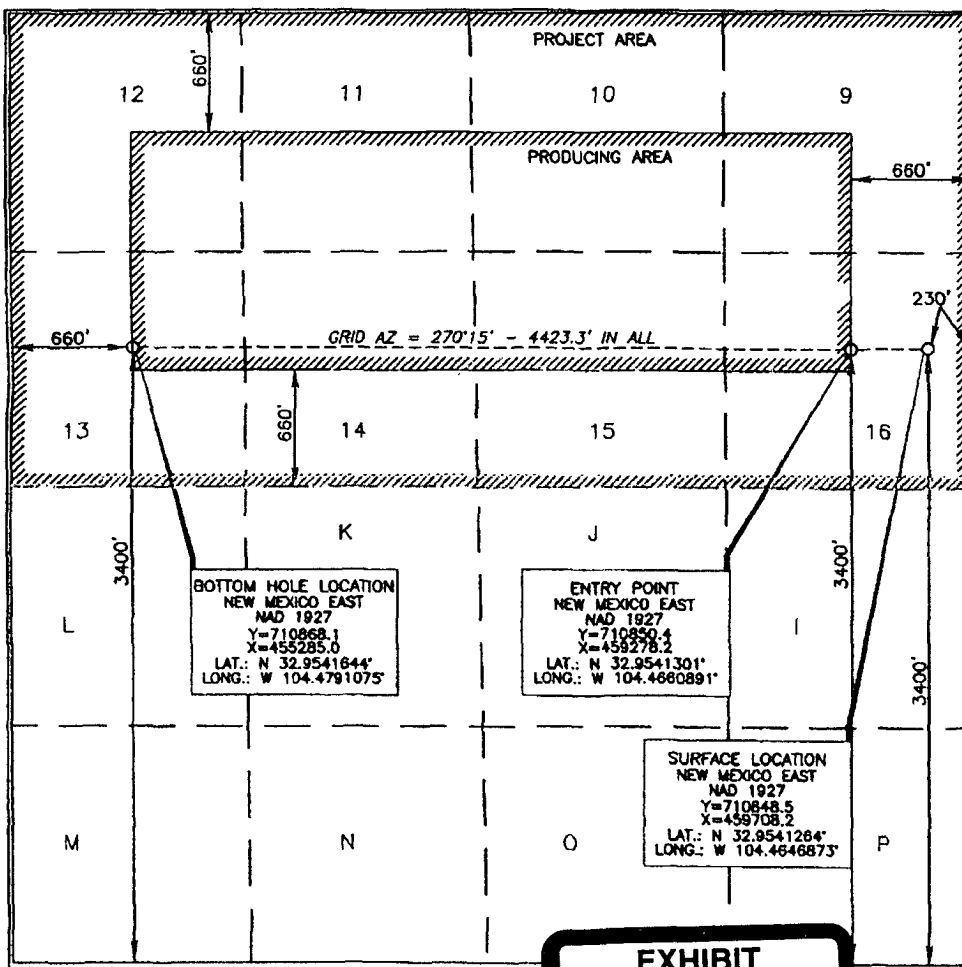 PROJECT AREA
660'
12
11
10
9
PRODUCING AREA
660'
230'
660'
GRID AZ = 270°15' - 4423.3' IN ALL
13
660'
14
15
16
K
J
3400'
3400'
L
BOTTOM HOLE LOCATION
NEW MEXICO EAST
NAD 1927
Y=710868.1
X=455285.0
LAT.: N 32.9541644°
LONG.: W 104.4791075°
ENTRY POINT
NEW MEXICO EAST
NAD 1927
Y=710850.4
X=459278.2
LAT.: N 32.9541301°
LONG.: W 104.4660891°
I
3400'
SURFACE LOCATION
NEW MEXICO EAST
NAD 1927
Y=710848.5
X=459708.2
LAT.: N 32.9541264°
LONG.: W 104.4646873°
M
N
O
P
EXHIBIT